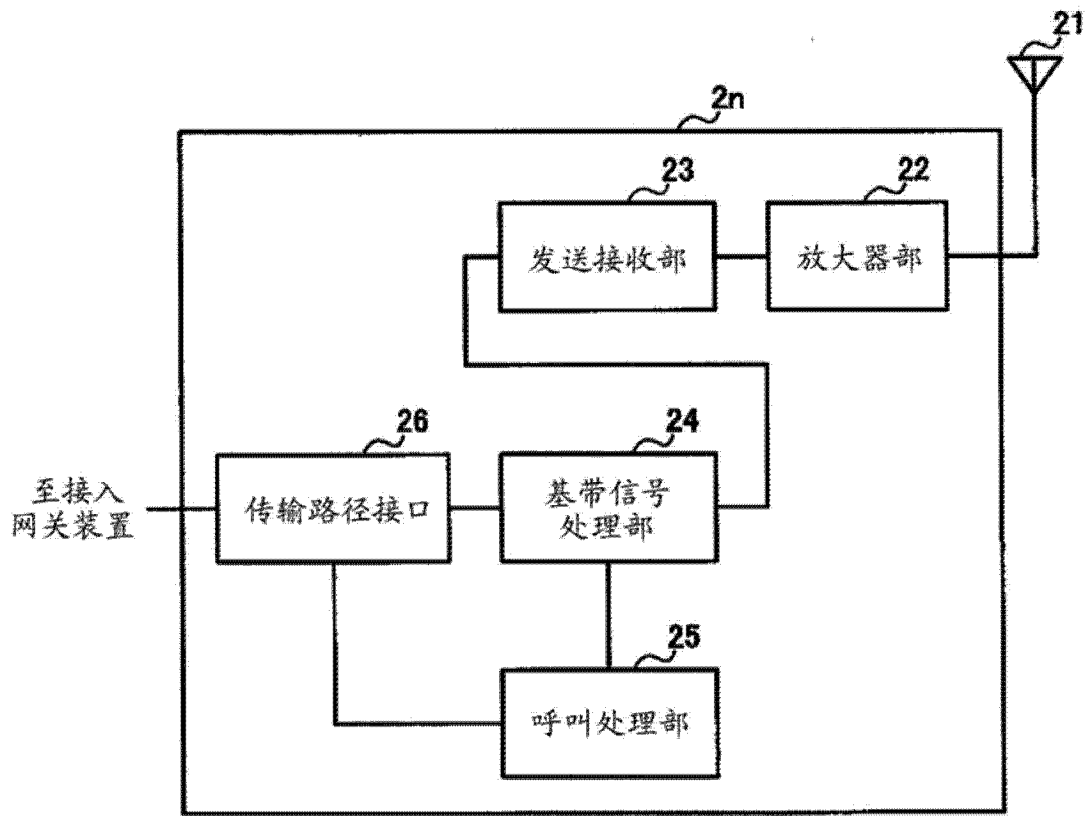 21
2n
23
22
发送接收部
放大器部
26
24
至接入
网关装置
传输路径接口
基带信号
处理部
25
呼叫处理部